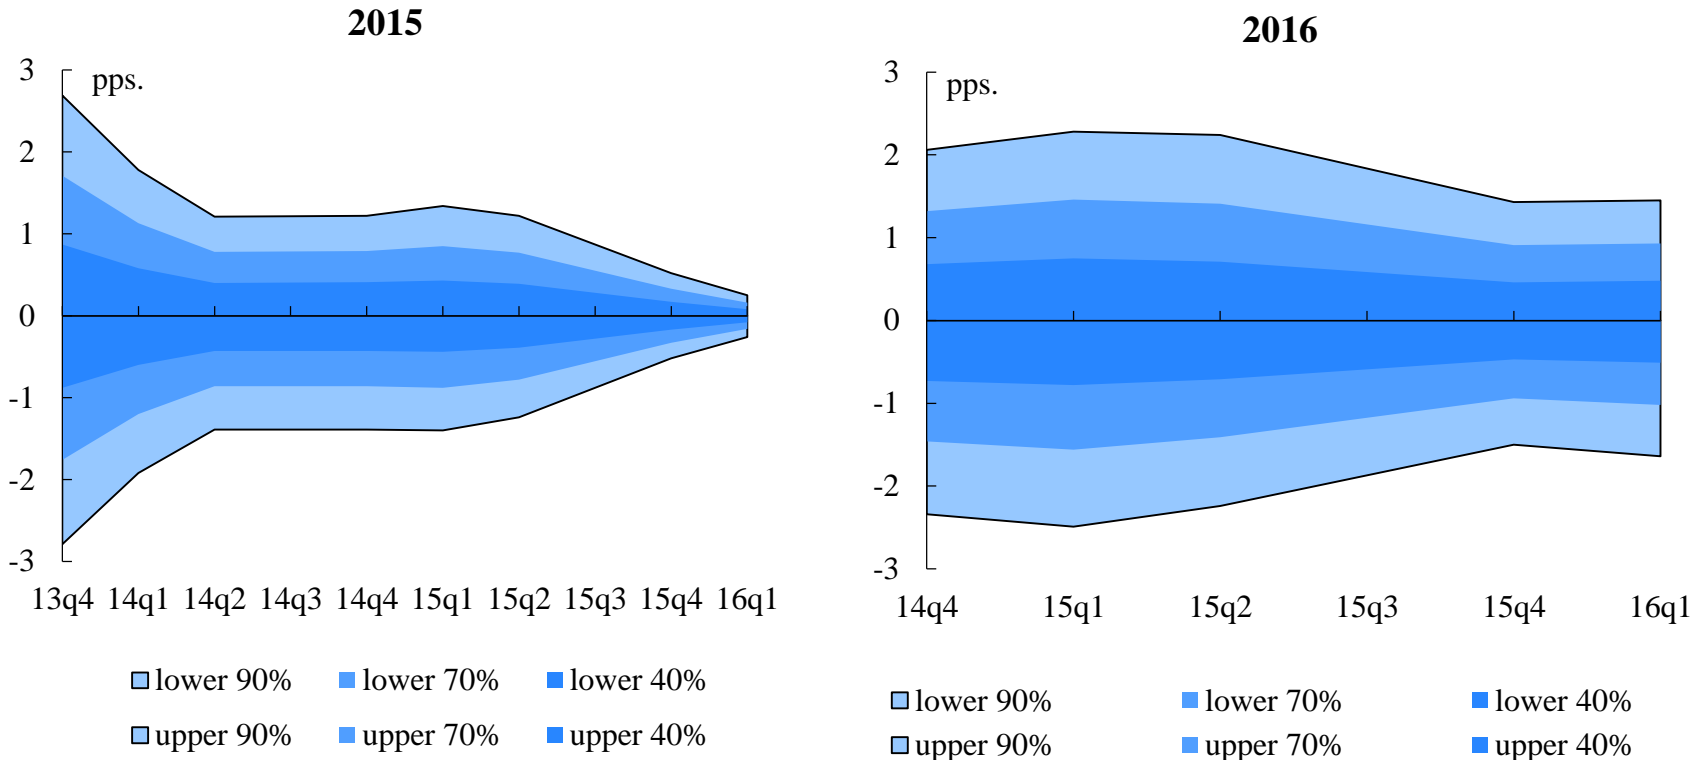 2015
pps.
3
2
1
0
-1
-2
-3
13q4 14q1 14q2 14q3 14q4 15q1 15q2 15q3 15q4 16q1
lower 90% lower 70% lower 40%
upper 90% upper 70% upper 40%
2016
pps.
3
2
1
0
-1
-2
-3
14q4 15q1 15q2 15q3 15q4 16q1
lower 90% lower 70% lower 40%
upper 90% upper 70% upper 40%